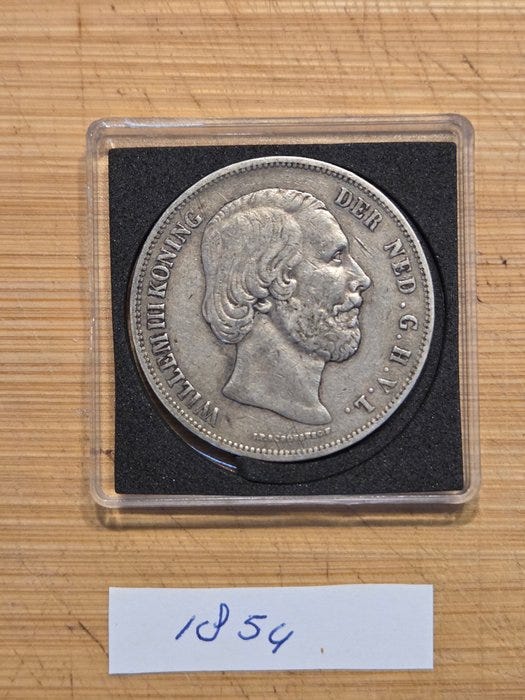 WILLEM III KONING DER NED. G.H.V.L.
1854